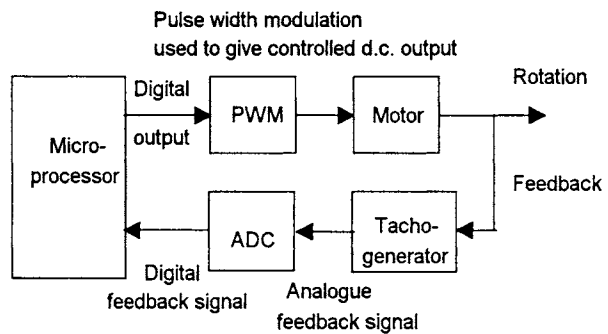 Pulse width modulation
used to give controlled d.c. output
Digital
output
PWM
Motor
Rotation
Micro-
processor
Feedback
ADC
Tacho-
generator
Digital
feedback signal
Analogue
feedback signal